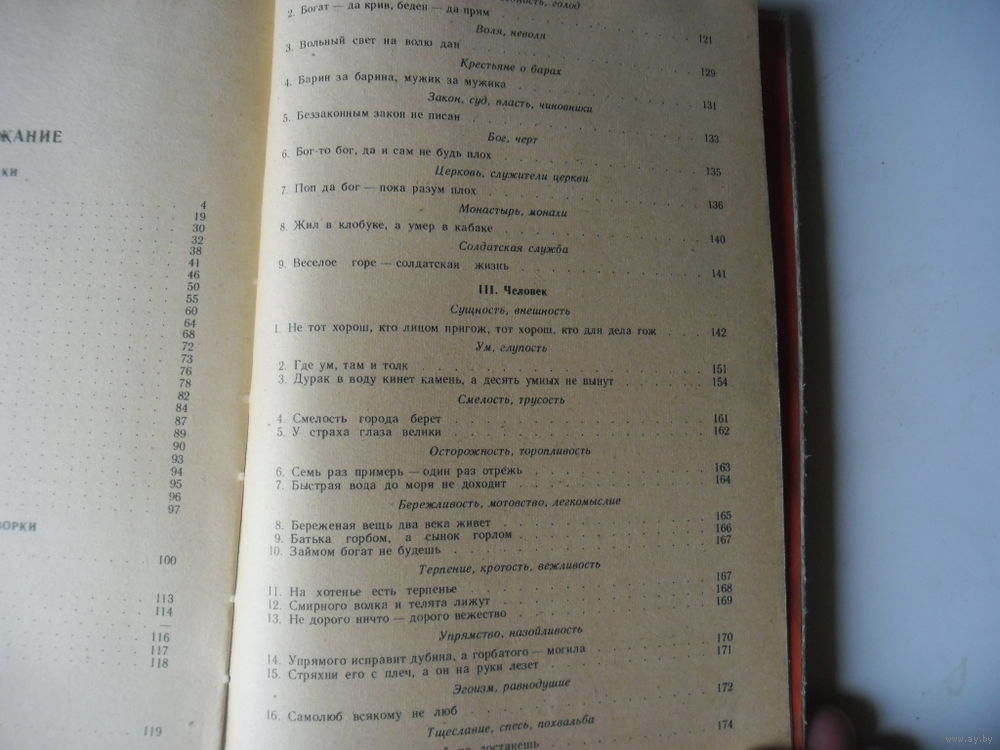 ЖАНИЕ
КИ
4
19
30
32
38
41
46
50
55
60
64
68
72
73
76
78
82
84
87
89
90
93
94
95
96
97
ВОРКИ
100
113
114
—
116
117
118
119
голод
2. Богат — да крив, беден — да прям
Воля, неволя 121
3. Вольный свет на волю дан
Крестьяне о барах 129
4. Барин за барина, мужик за мужика
Закон, суд, власть, чиновники 131
5. Беззаконным закон не писан
Бог, черт 133
6. Бог-то бог, да и сам не будь плох
Церковь, служители церкви 135
7. Поп да бог — пока разум плох
Монастырь, монахи 136
8. Жил в клобуке, а умер в кабаке
Солдатская служба 140
9. Веселое горе — солдатская жизнь 141
III. Человек
Сущность, внешность
1. Не тот хорош, кто лицом пригож, тот хорош, кто для дела гож 142
Ум, глупость
2. Где ум, там и толк 151
3. Дурак в воду кинет камень, а десять умных не вынут 154
Смелость, трусость
4. Смелость города берет 161
5. У страха глаза велики 162
Осторожность, торопливость
6. Семь раз примерь — один раз отрежь 163
7. Быстрая вода до моря не доходит 164
Бережливость, мотовство, легкомыслие
8. Береженая вещь два века живет 165
9. Батька горбом, а сынок горлом 166
10. Займом богат не будешь 167
Терпение, кротость, вежливость
11. На хотенье есть терпенье 167
12. Смирного волка и телята лижут 168
13. Не дорого ничто — дорого вежество 169
Упрямство, назойливость
14. Упрямого исправит дубина, а горбатого — могила 170
15. Стряхни его с плеч, а он на руки лезет 171
Эгоизм, равнодушие
16. Самолюб всякому не люб 172
Тщеславие, спесь, похвальба
174
достанешь
www.ay.by